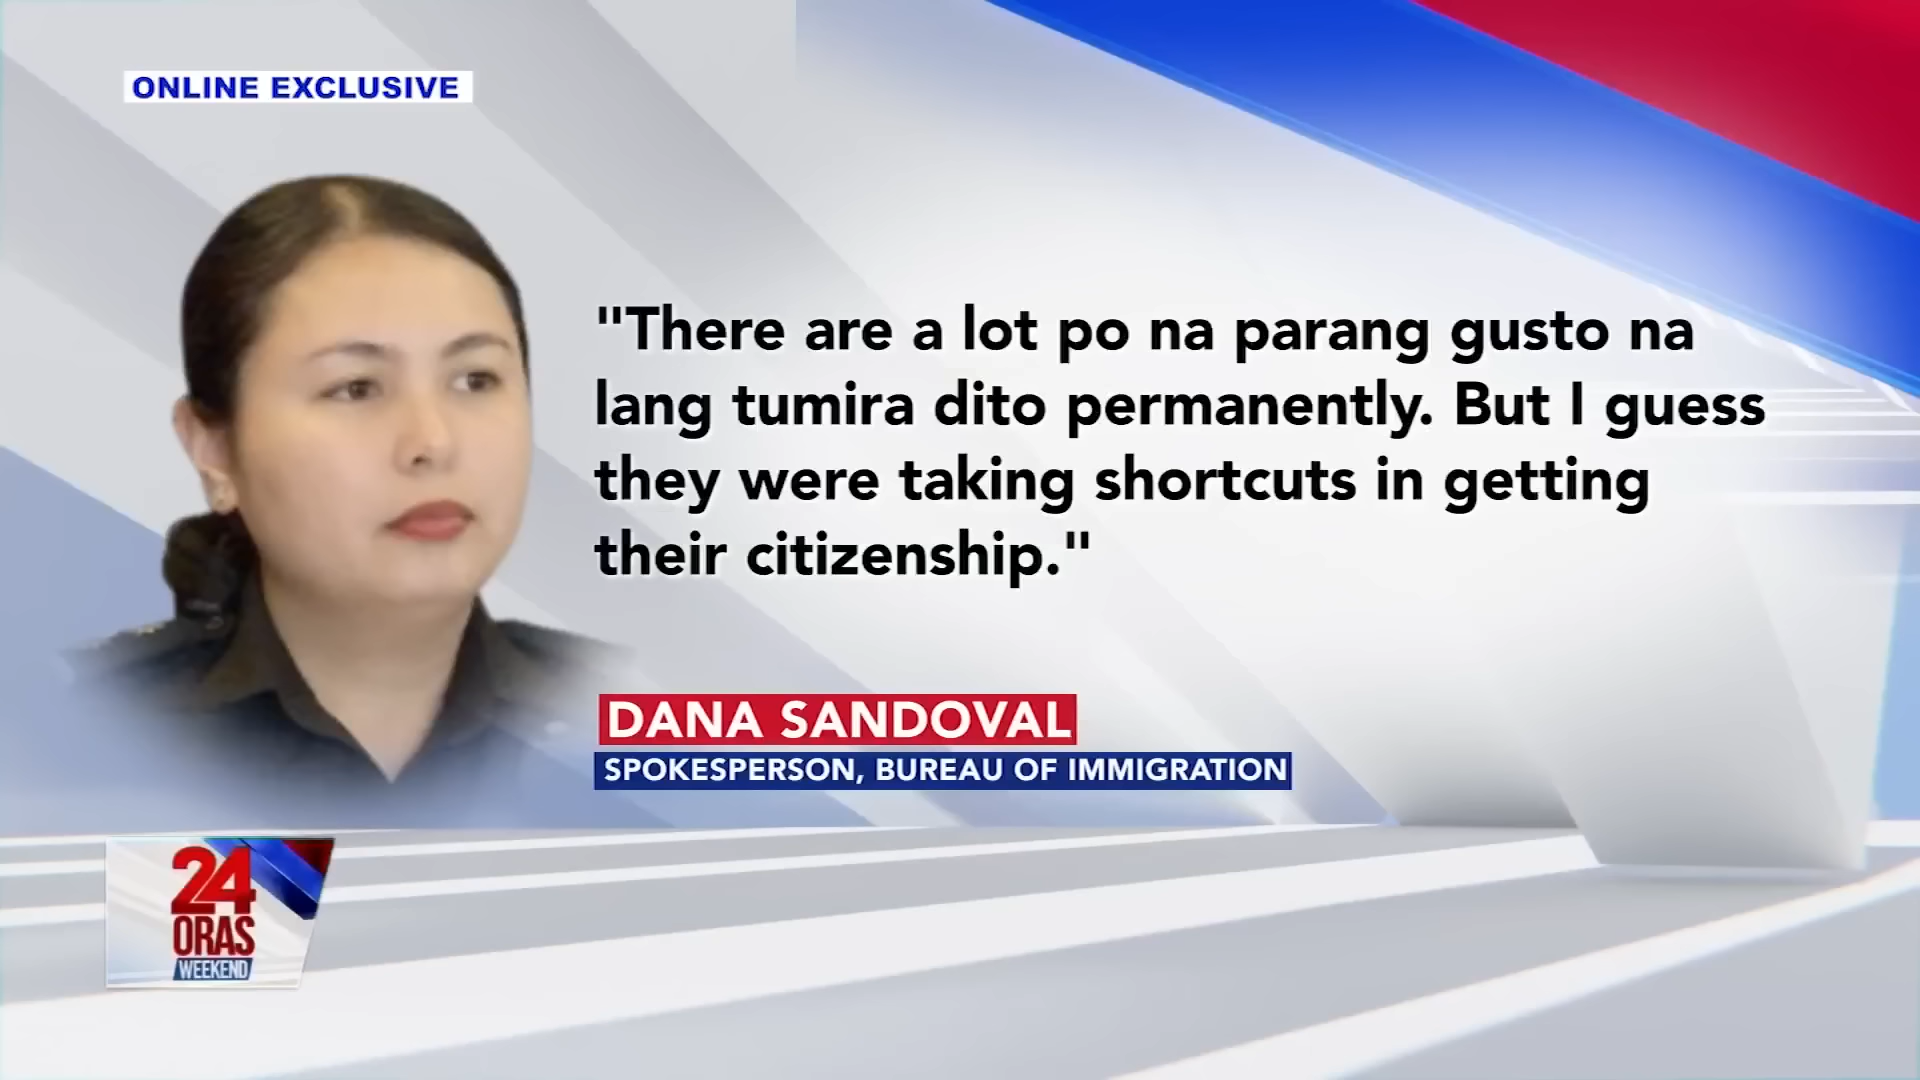 ONLINE EXCLUSIVE
"There are a lot po na parang gusto na
lang tumira dito permanently. But I guess
they were taking shortcuts in getting
their citizenship."
DANA SANDOVAL
SPOKESPERSON, BUREAU OF IMMIGRATION
24
ORAS
WEEKEND